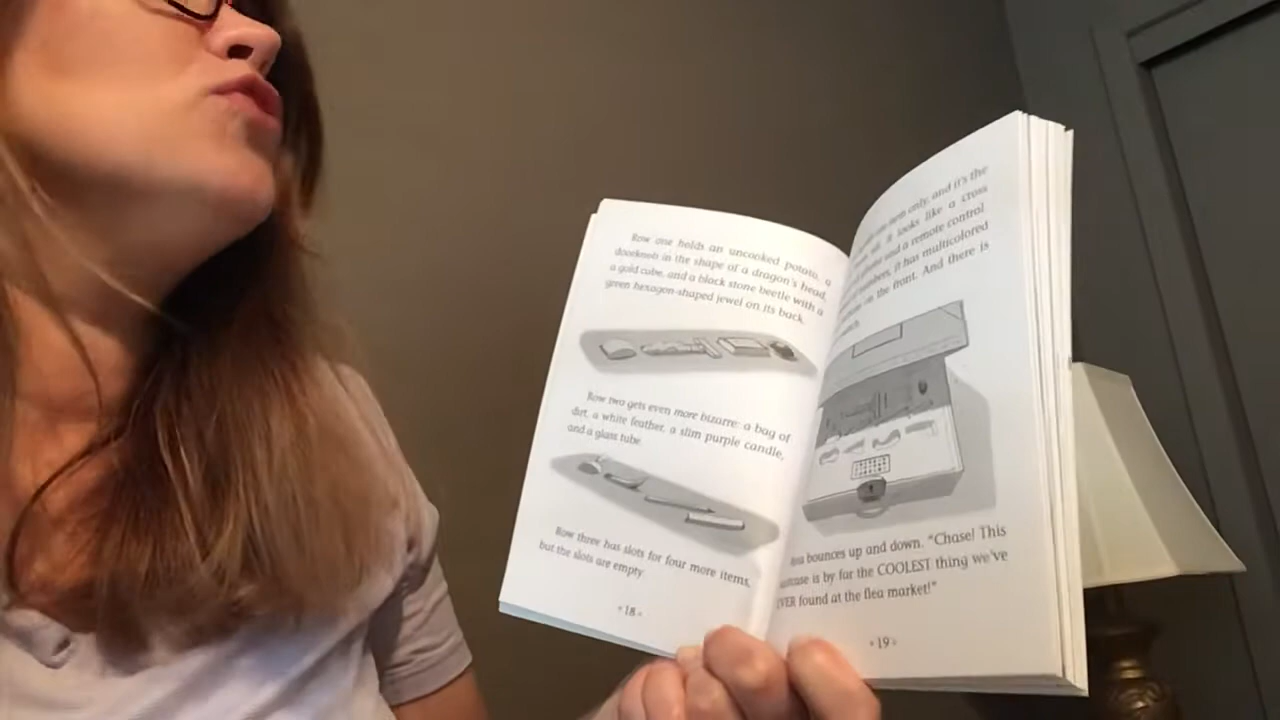 Row one holds an uncooked potato, a
doorknob in the shape of a dragon's head,
a gold cube, and a black stone beetle with a
green hexagon-shaped jewel on its back.
Row two gets even more bizarre: a bag of
dirt, a white feather, a slim purple candle,
and a glass tube.
Row three has slots for four more items,
but the slots are empty.
18
item only, and it's the
it looks like a cross
phone and a remote control
numbers, it has multicolored
on the front. And there is
bounces up and down. "Chase! This
is by far the COOLEST thing we've
EVER found at the flea market!"
19